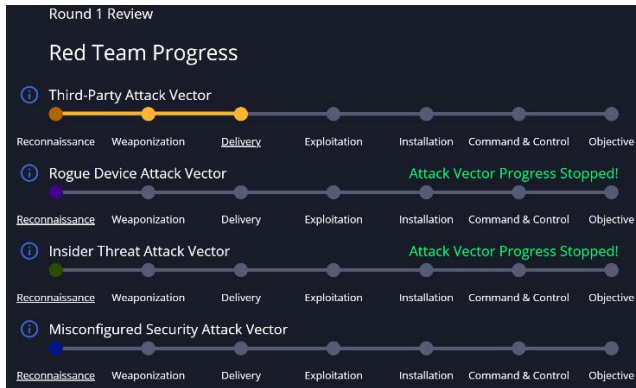 Round 1 Review
Red Team Progress
Third-Party Attack Vector
Reconnaissance Weaponization Delivery Exploitation Installation Command & Control Objective
Rogue Device Attack Vector Attack Vector Progress Stopped!
Reconnaissance Weaponization Delivery Exploitation Installation Command & Control Objective
Insider Threat Attack Vector Attack Vector Progress Stopped!
Reconnaissance Weaponization Delivery Exploitation Installation Command & Control Objective
Misconfigured Security Attack Vector
Reconnaissance Weaponization Delivery Exploitation Installation Command & Control Objective